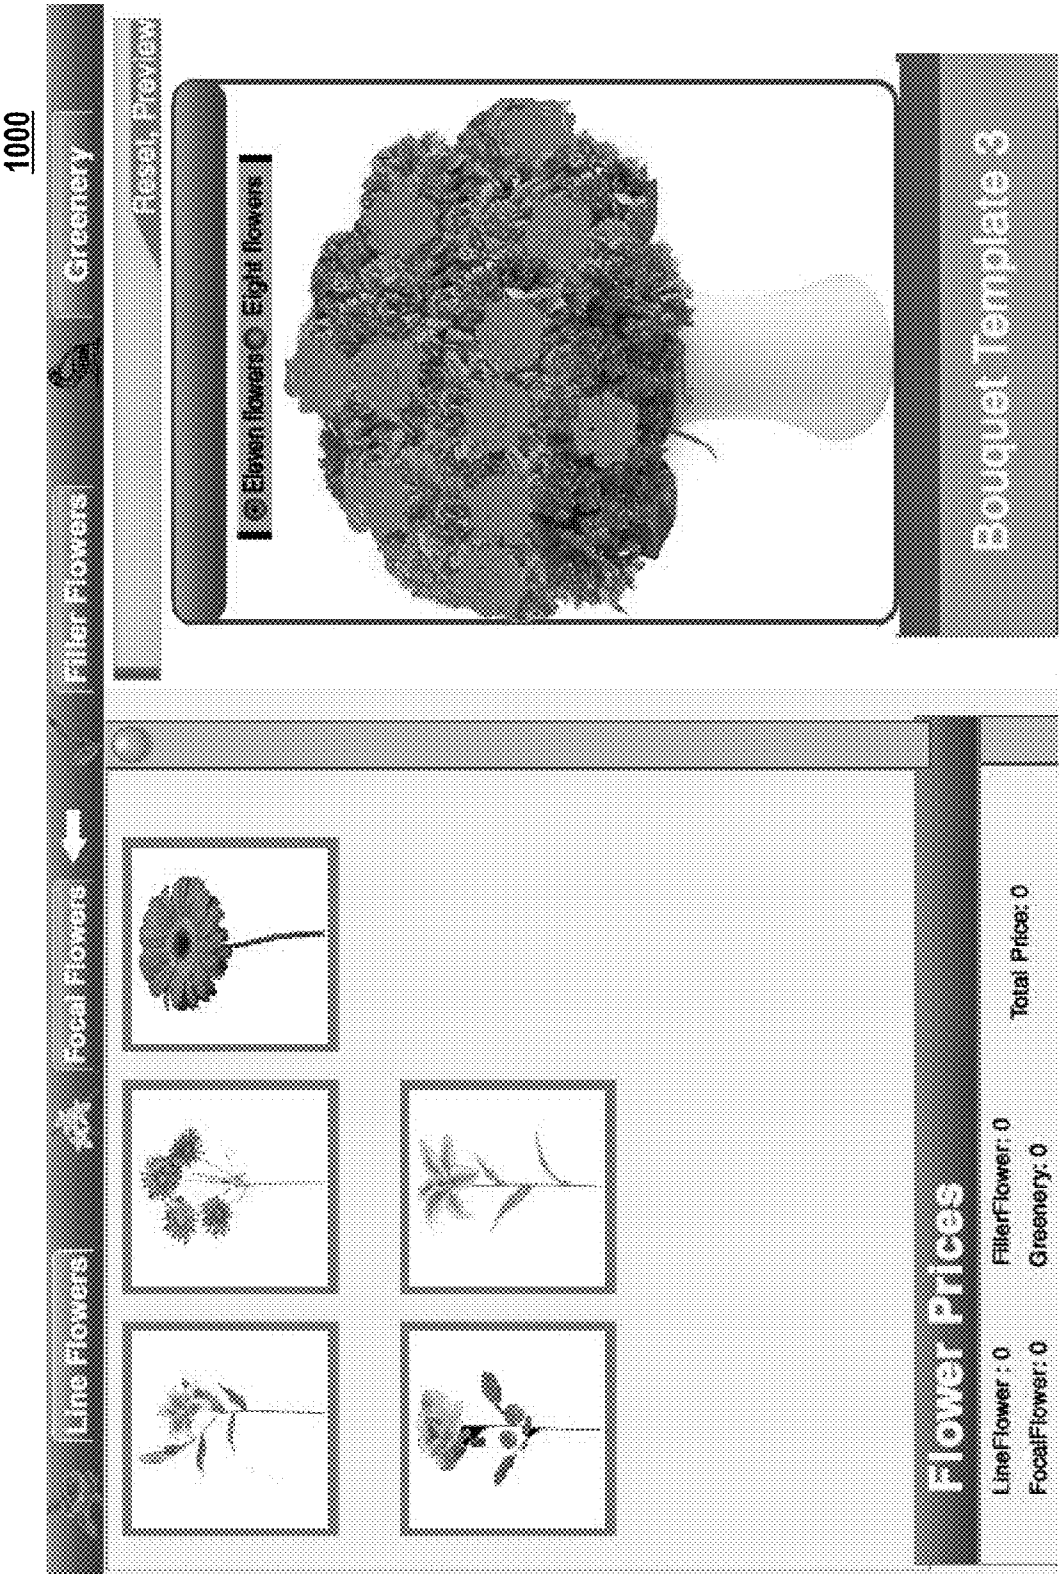 1000
Line Flowers
Focal Flowers
Filler Flowers
Greenery
Reset Preview
Eleven flowers Eight flowers
Bouquet Template 3
Flower Prices
LineFlower : 0 FillerFlower: 0
FocalFlower: 0 Greenery: 0
Total Price: 0